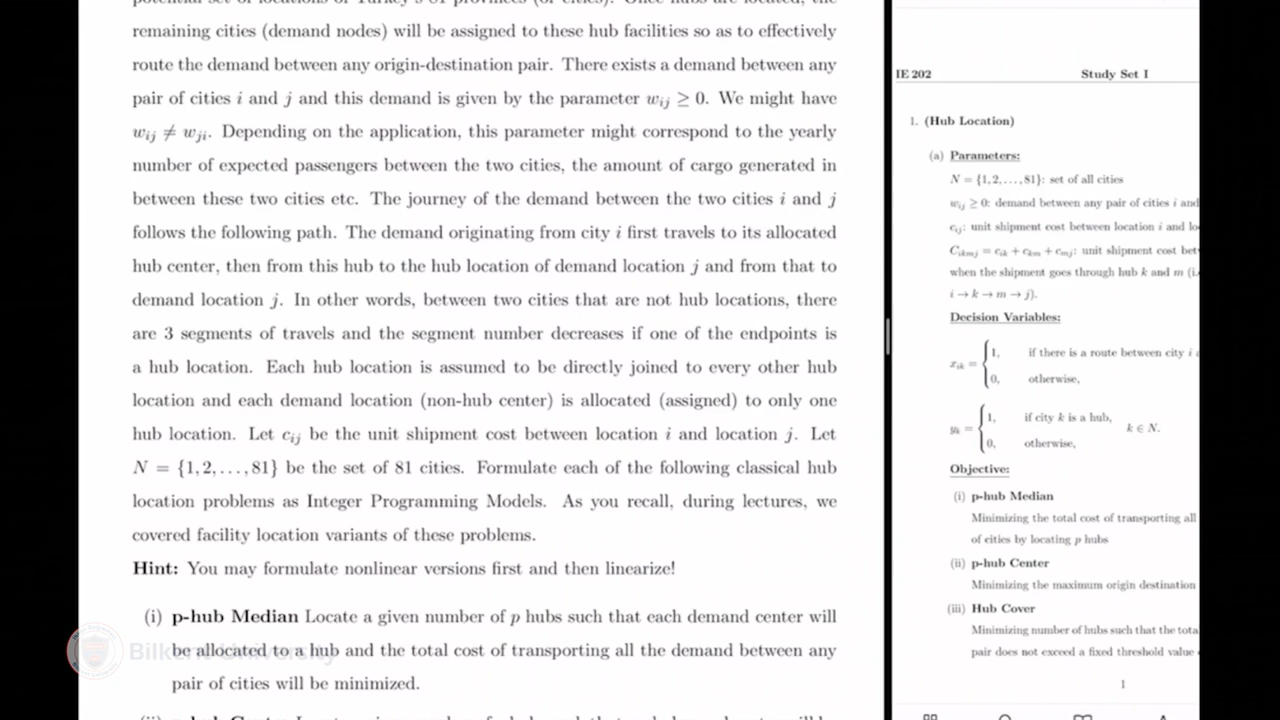 potential set of locations of Turkey's 81 provinces (or cities). Once hubs are located, the
remaining cities (demand nodes) will be assigned to these hub facilities so as to effectively
route the demand between any origin-destination pair. There exists a demand between any
pair of cities i and j and this demand is given by the parameter wij ≥ 0. We might have
wij ≠ wji. Depending on the application, this parameter might correspond to the yearly
number of expected passengers between the two cities, the amount of cargo generated in
between these two cities etc. The journey of the demand between the two cities i and j
follows the following path. The demand originating from city i first travels to its allocated
hub center, then from this hub to the hub location of demand location j and from that to
demand location j. In other words, between two cities that are not hub locations, there
are 3 segments of travels and the segment number decreases if one of the endpoints is
a hub location. Each hub location is assumed to be directly joined to every other hub
location and each demand location (non-hub center) is allocated (assigned) to only one
hub location. Let cij be the unit shipment cost between location i and location j. Let
N = {1, 2, . . . , 81} be the set of 81 cities. Formulate each of the following classical hub
location problems as Integer Programming Models. As you recall, during lectures, we
covered facility location variants of these problems.
Hint: You may formulate nonlinear versions first and then linearize!
(i) p-hub Median Locate a given number of p hubs such that each demand center will
be allocated to a hub and the total cost of transporting all the demand between any
pair of cities will be minimized.
Bilkent University
IE 202 Study Set I
1. (Hub Location)
(a) Parameters:
N = {1, 2, . . . , 81}: set of all cities
wij ≥ 0: demand between any pair of cities i and
cij: unit shipment cost between location i and lo
Cikmj = cik + ckm + cmj: unit shipment cost bet
when the shipment goes through hub k and m (i.
i → k → m → j).
Decision Variables:
xik = { 1, if there is a route between city i
0, otherwise,
yk = { 1, if city k is a hub, k ∈ N.
0, otherwise,
Objective:
(i) p-hub Median
Minimizing the total cost of transporting all
of cities by locating p hubs
(ii) p-hub Center
Minimizing the maximum origin destination
(iii) Hub Cover
Minimizing number of hubs such that the tota
pair does not exceed a fixed threshold value
1